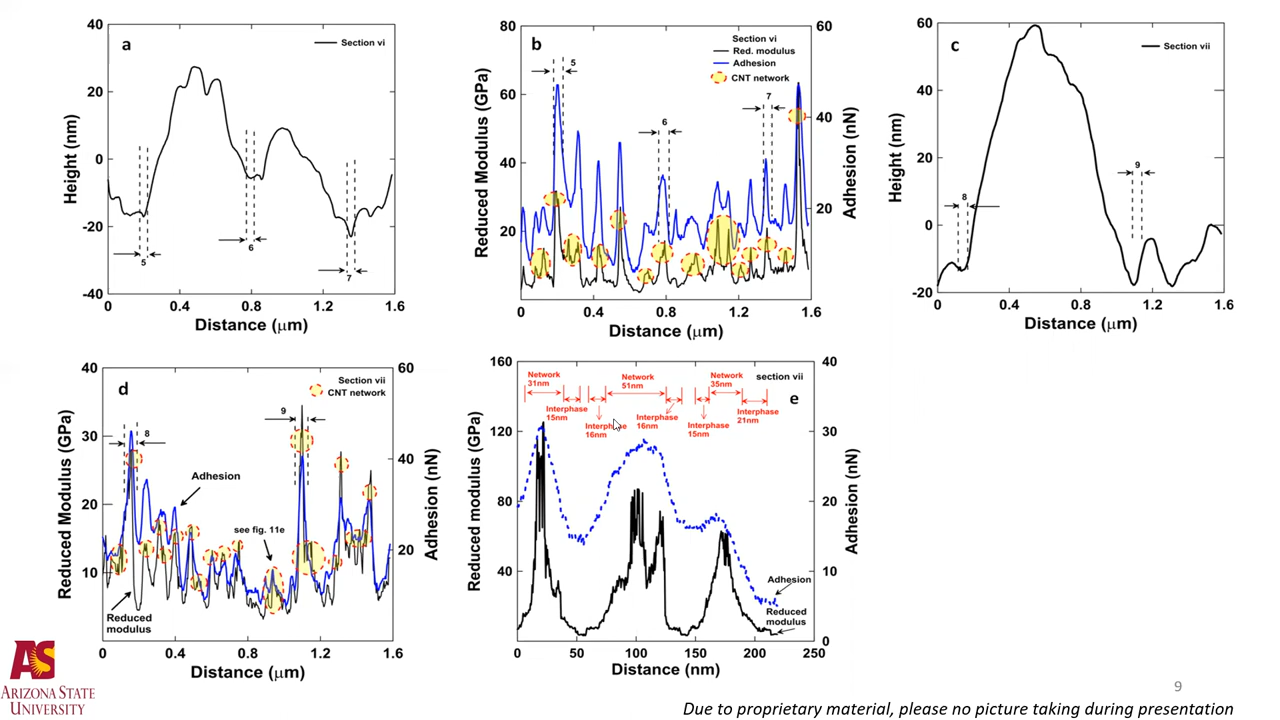 a
Section vi
Height (nm)
40
20
0
-20
-40
5
6
0
0.4
0.8
1.2
1.6
Distance (μm)
b
Section vi
Red. modulus
Adhesion
CNT network
Reduced Modulus (GPa)
80
60
40
20
5
6
7
60
40
20
Adhesion (nN)
0
0.4
0.8
1.2
1.6
Distance (μm)
c
Section vii
Height (nm)
60
40
20
0
-20
8
9
0
0.4
0.8
1.2
1.6
Distance (μm)
d
Section vii
CNT network
Reduced Modulus (GPa)
40
30
20
10
8
9
Adhesion
see fig. 11e
Reduced
modulus
60
40
20
Adhesion (nN)
0
0.4
0.8
1.2
1.6
Distance (μm)
e
section vii
Reduced modulus (GPa)
160
120
80
40
0
Network
31nm
Interphase
15nm
Interphase
16nm
Network
51nm
Interphase
16nm
Interphase
15nm
Network
35nm
Interphase
21nm
Adhesion
Reduced
modulus
40
30
20
10
0
Adhesion (nN)
0
50
100
150
200
250
Distance (nm)
ASU
ARIZONA STATE
UNIVERSITY
9
Due to proprietary material, please no picture taking during presentation